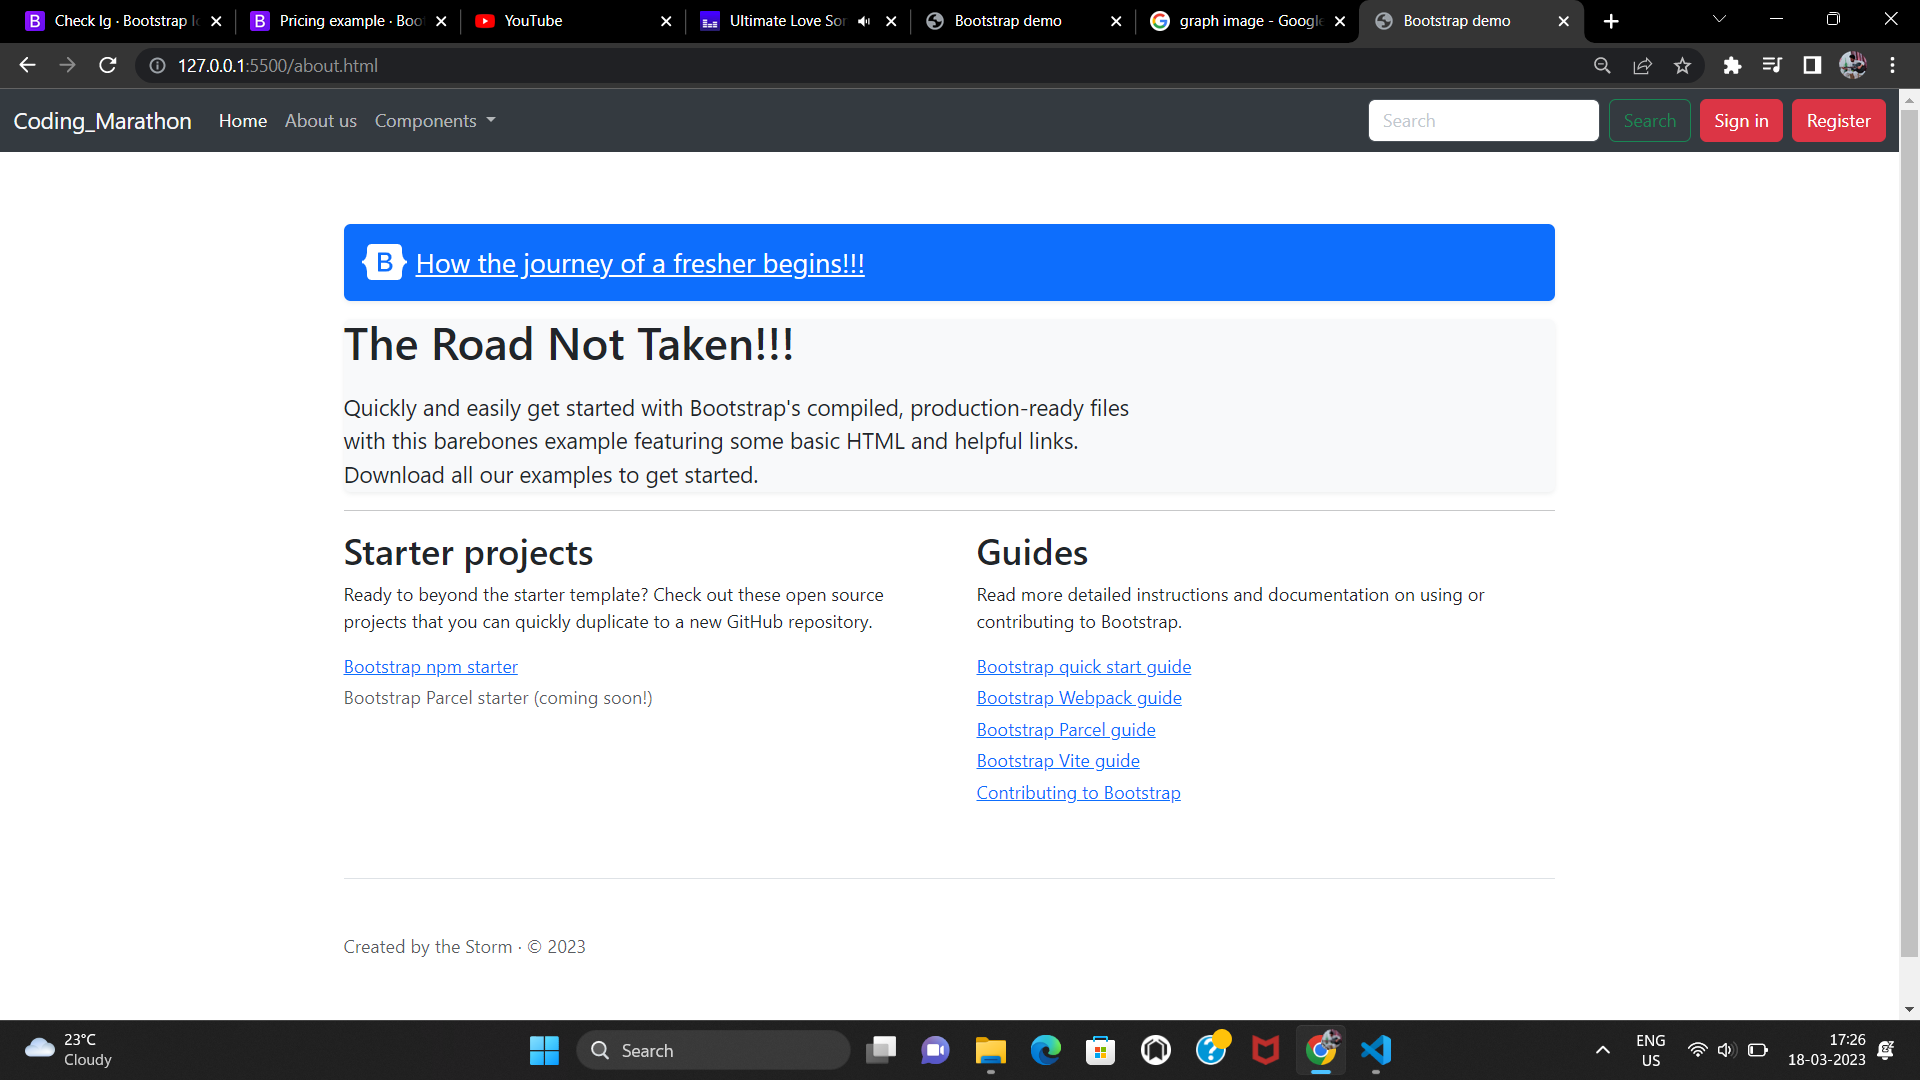 Check lg · Bootstrap
Pricing example ·
YouTube
Ultimate Love
Bootstrap demo
graph image -
Bootstrap demo
127.0.0.1:5500/about.html
Coding_Marathon Home About us Components Search Search Sign in Register
B How the journey of a fresher begins!!!
The Road Not Taken!!!
Quickly and easily get started with Bootstrap's compiled, production-ready files
with this barebones example featuring some basic HTML and helpful links.
Download all our examples to get started.
Starter projects
Ready to beyond the starter template? Check out these open source
projects that you can quickly duplicate to a new GitHub repository.
Bootstrap npm starter
Bootstrap Parcel starter (coming soon!)
Guides
Read more detailed instructions and documentation on using or
contributing to Bootstrap.
Bootstrap quick start guide
Bootstrap Webpack guide
Bootstrap Parcel guide
Bootstrap Vite guide
Contributing to Bootstrap
Created by the Storm · © 2023
23°C
Cloudy
Search
ENG
US
17:26
18-03-2023